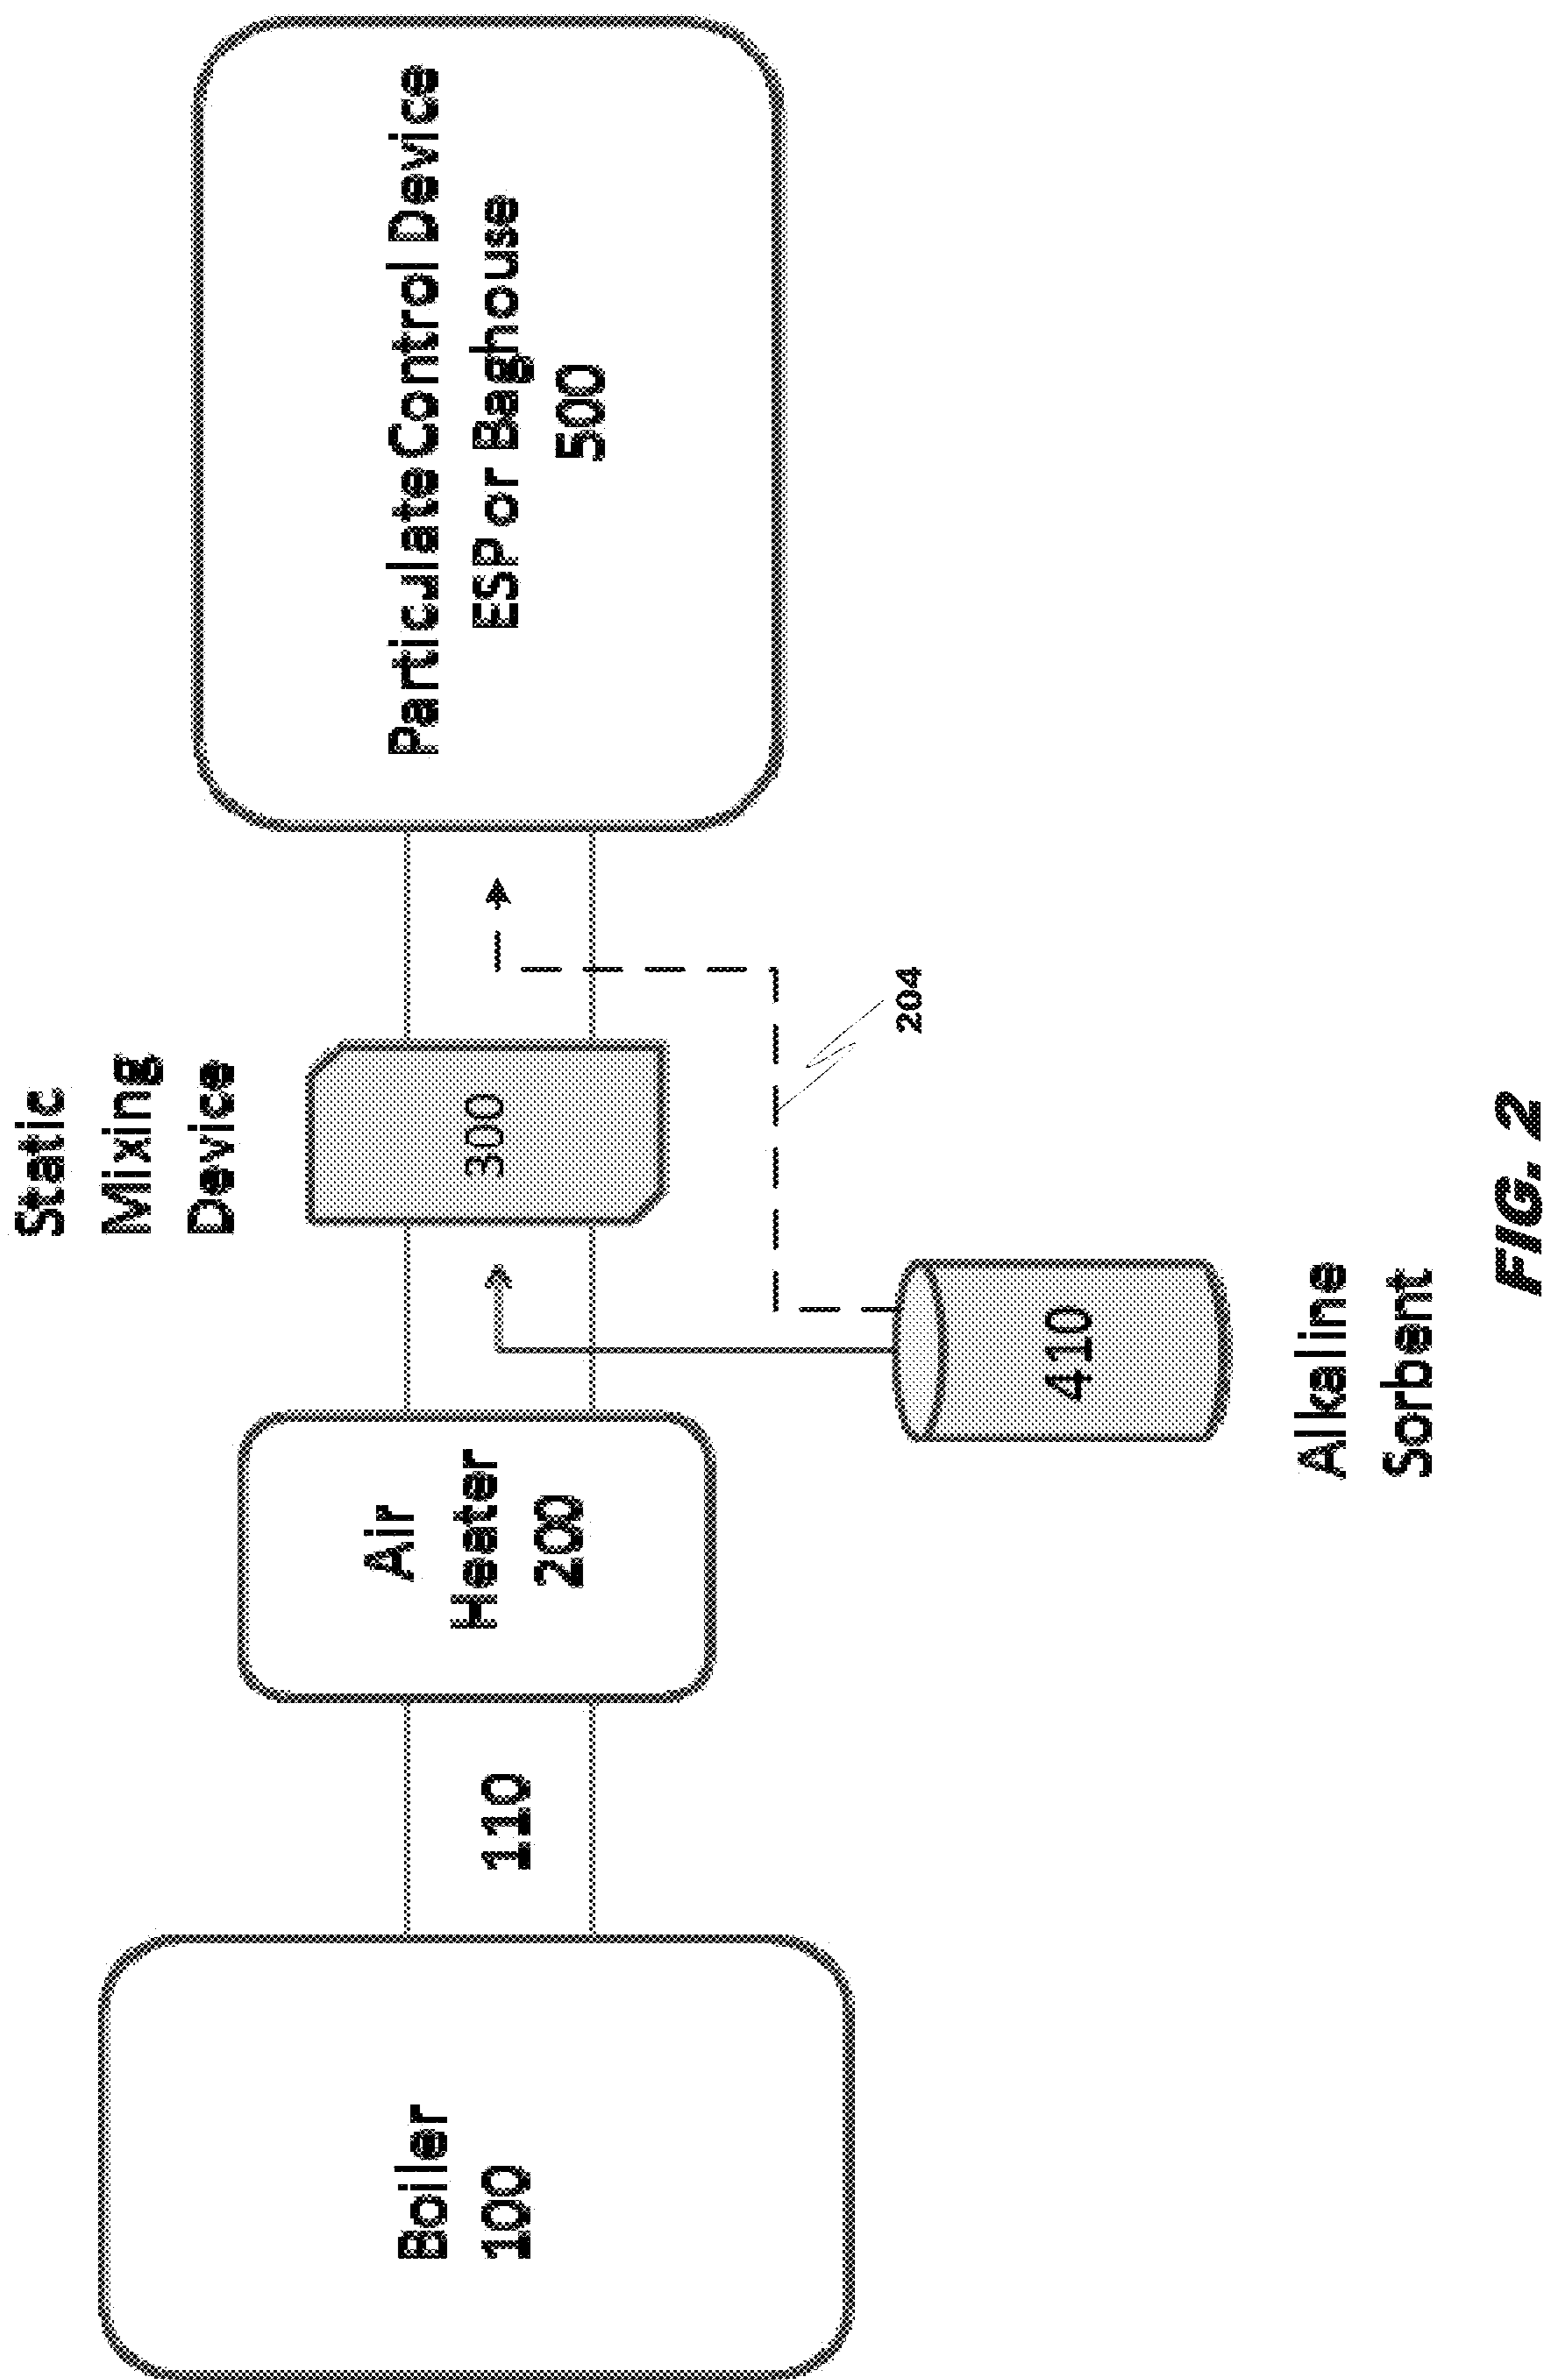 Static
Mixing
Device
Boiler
100
110
Air
Heater
200
300
Particulate Control Device
ESP or Baghouse
500
204
410
Alkaline
Sorbent
FIG. 2